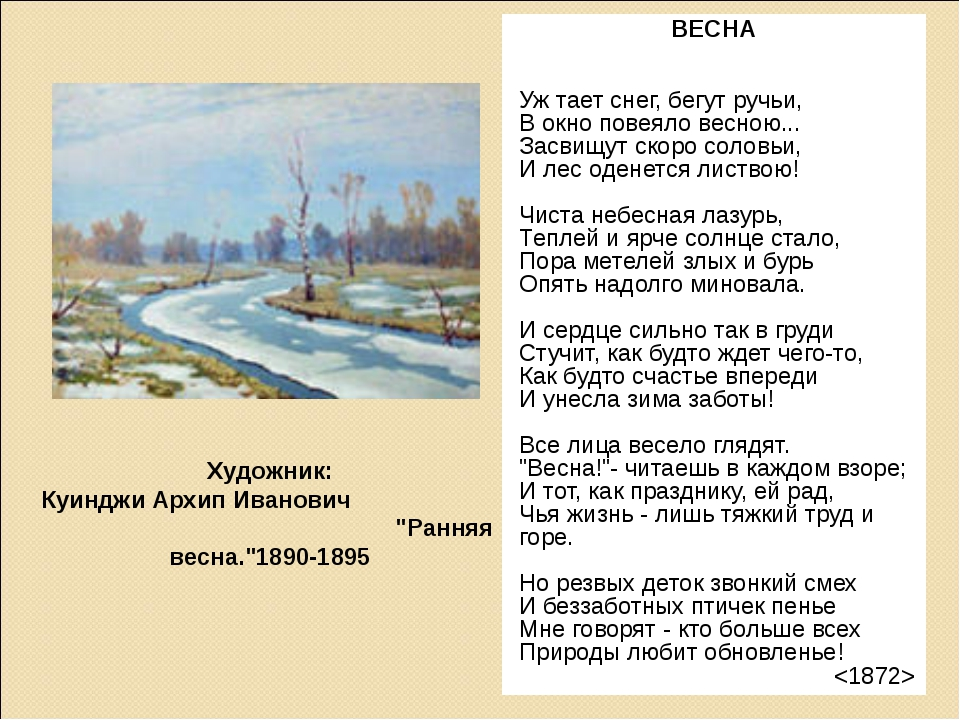 ВЕСНА
Уж тает снег, бегут ручьи,
В окно повеяло весною...
Засвищут скоро соловьи,
И лес оденется листвою!
Чиста небесная лазурь,
Теплей и ярче солнце стало,
Пора метелей злых и бурь
Опять надолго миновала.
И сердце сильно так в груди
Стучит, как будто ждет чего-то,
Как будто счастье впереди
И унесла зима заботы!
Все лица весело глядят.
"Весна!"- читаешь в каждом взоре;
И тот, как празднику, ей рад,
Чья жизнь - лишь тяжкий труд и
горе.
Но резвых деток звонкий смех
И беззаботных птичек пенье
Мне говорят - кто больше всех
Природы любит обновленье!
<1872>
Художник:
Куинджи Архип Иванович
"Ранняя
весна."1890-1895